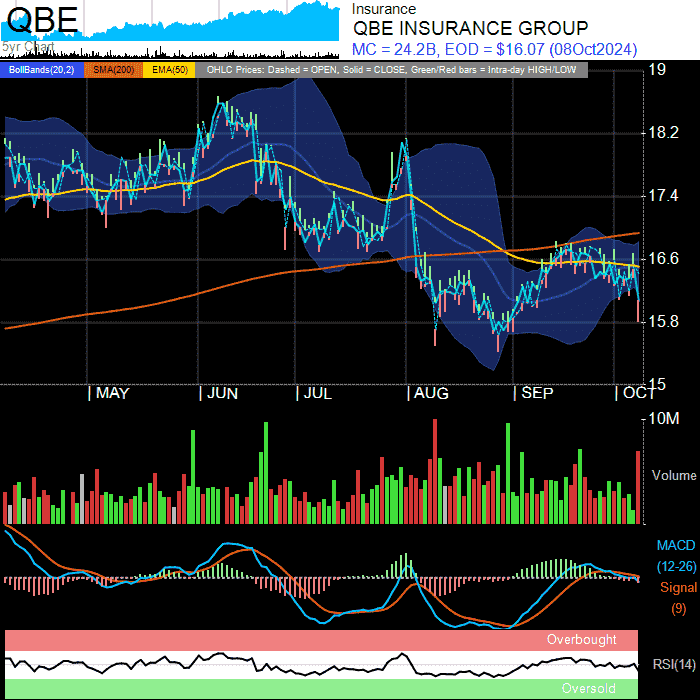 QBE
5yr Chart
Insurance
QBE INSURANCE GROUP
MC = 24.2B, EOD = $16.07 (08Oct2024)
BollBands(20,2) SMA(200) EMA(50) OHLC Prices: Dashed = OPEN, Solid = CLOSE, Green/Red bars = Intra-day HIGH/LOW
19
18.2
17.4
16.6
15.8
15
| MAY | JUN | JUL | AUG | SEP | OCT
10M
Volume
MACD
(12-26)
Signal
(9)
Overbought
RSI(14)
Oversold